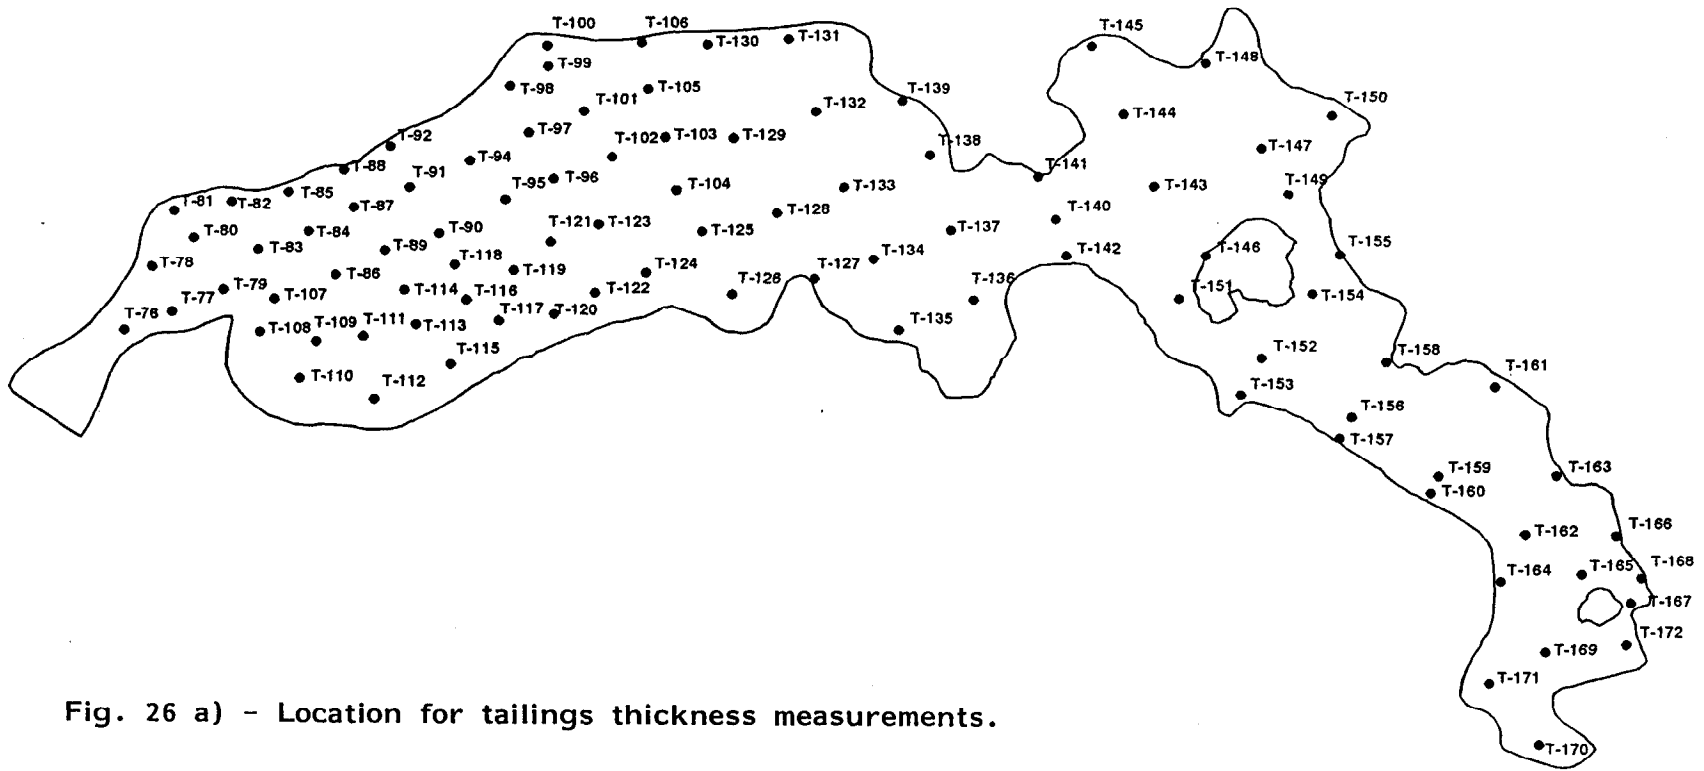 T-100 T-106
T-130 T-131
T-145
T-148
T-99
T-98 T-105
T-101 T-132 T-139
T-144 T-150
T-92 T-97 T-102 T-103 T-129
T-138
T-147
T-88 T-91 T-94
T-141
T-81 T-82 T-85 T-87 T-95 T-96 T-104 T-133 T-143 T-149
T-80 T-84 T-90 T-121 T-123 T-125 T-128 T-137 T-140
T-83 T-89
T-78 T-118 T-119 T-124 T-134 T-142 T-146 T-155
T-79 T-86 T-127
T-76 T-77 T-107 T-114 T-116 T-122 T-126 T-136 T-151 T-154
T-108 T-109 T-111 T-113 T-117 T-120 T-135
T-115 T-152 T-158
T-110 T-112 T-153 T-161
T-156
T-157
T-159 T-163
T-160
T-162 T-166
T-164 T-165 T-168
T-167
T-172
T-169
T-171
Fig. 26 a) - Location for tailings thickness measurements.
T-170